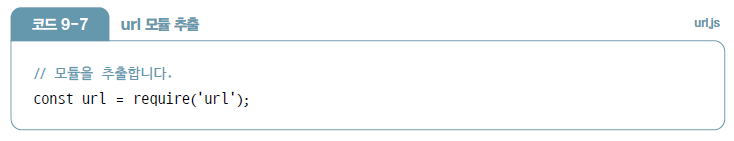 코드 9-7 url 모듈 추출 url.js
// 모듈을 추출합니다.
const url = require('url');